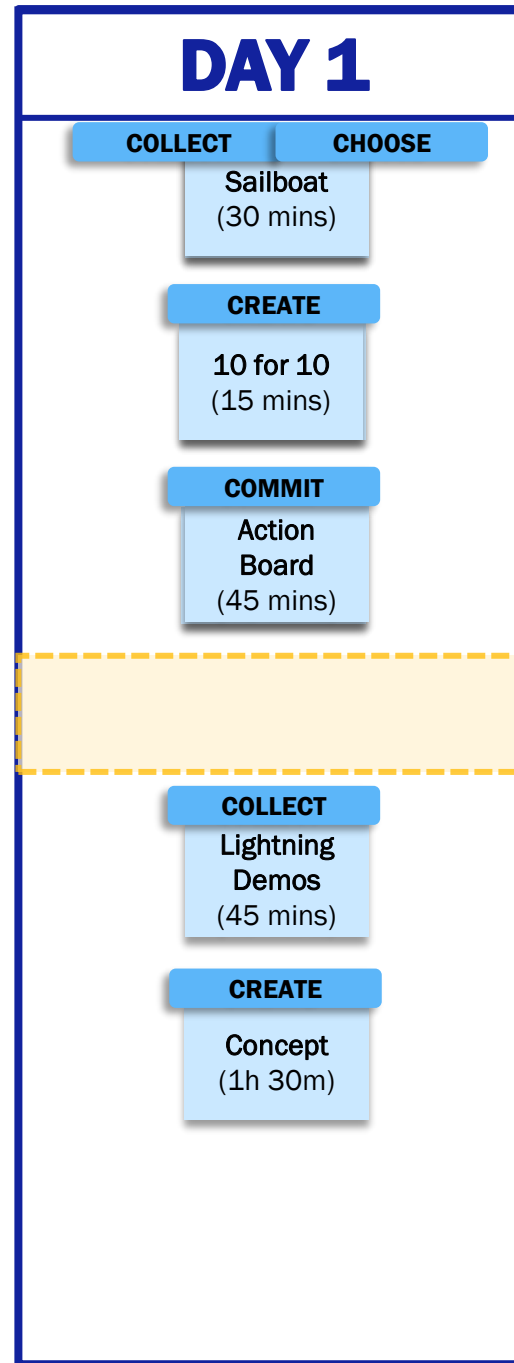 DAY 1
COLLECT CHOOSE
Sailboat
(30 mins)
CREATE
10 for 10
(15 mins)
COMMIT
Action
Board
(45 mins)
COLLECT
Lightning
Demos
(45 mins)
CREATE
Concept
(1h 30m)